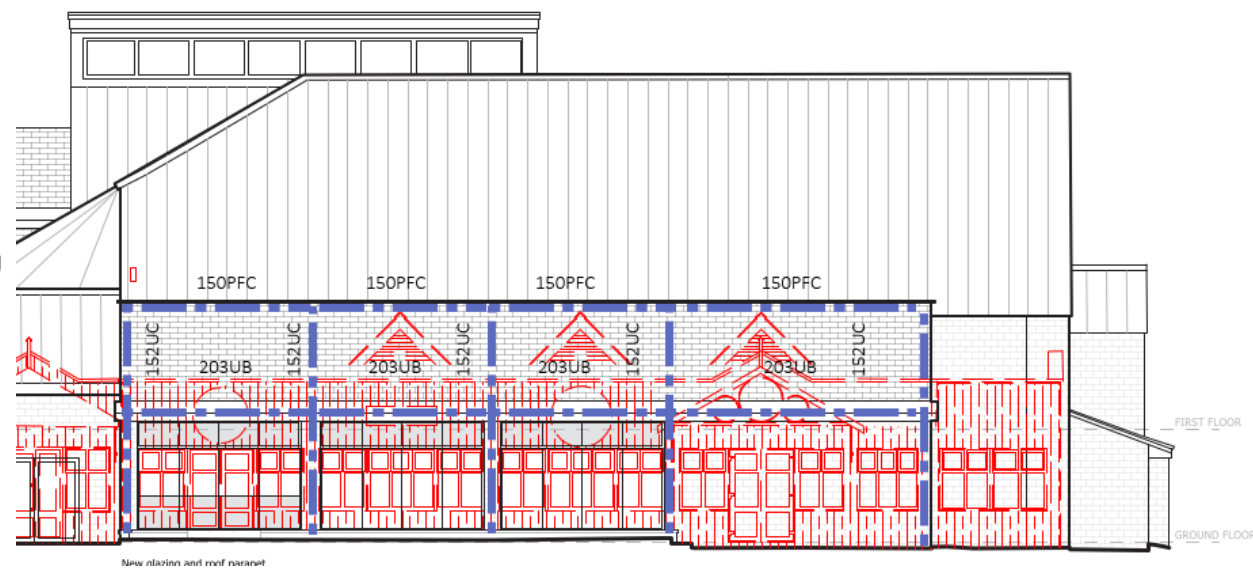 150PFC
150PFC
150PFC
150PFC
152UC
152UC
152UC
152UC
152UC
203UB
203UB
203UB
203UB
FIRST FLOOR
GROUND FLOOR
New glazing and roof parapet